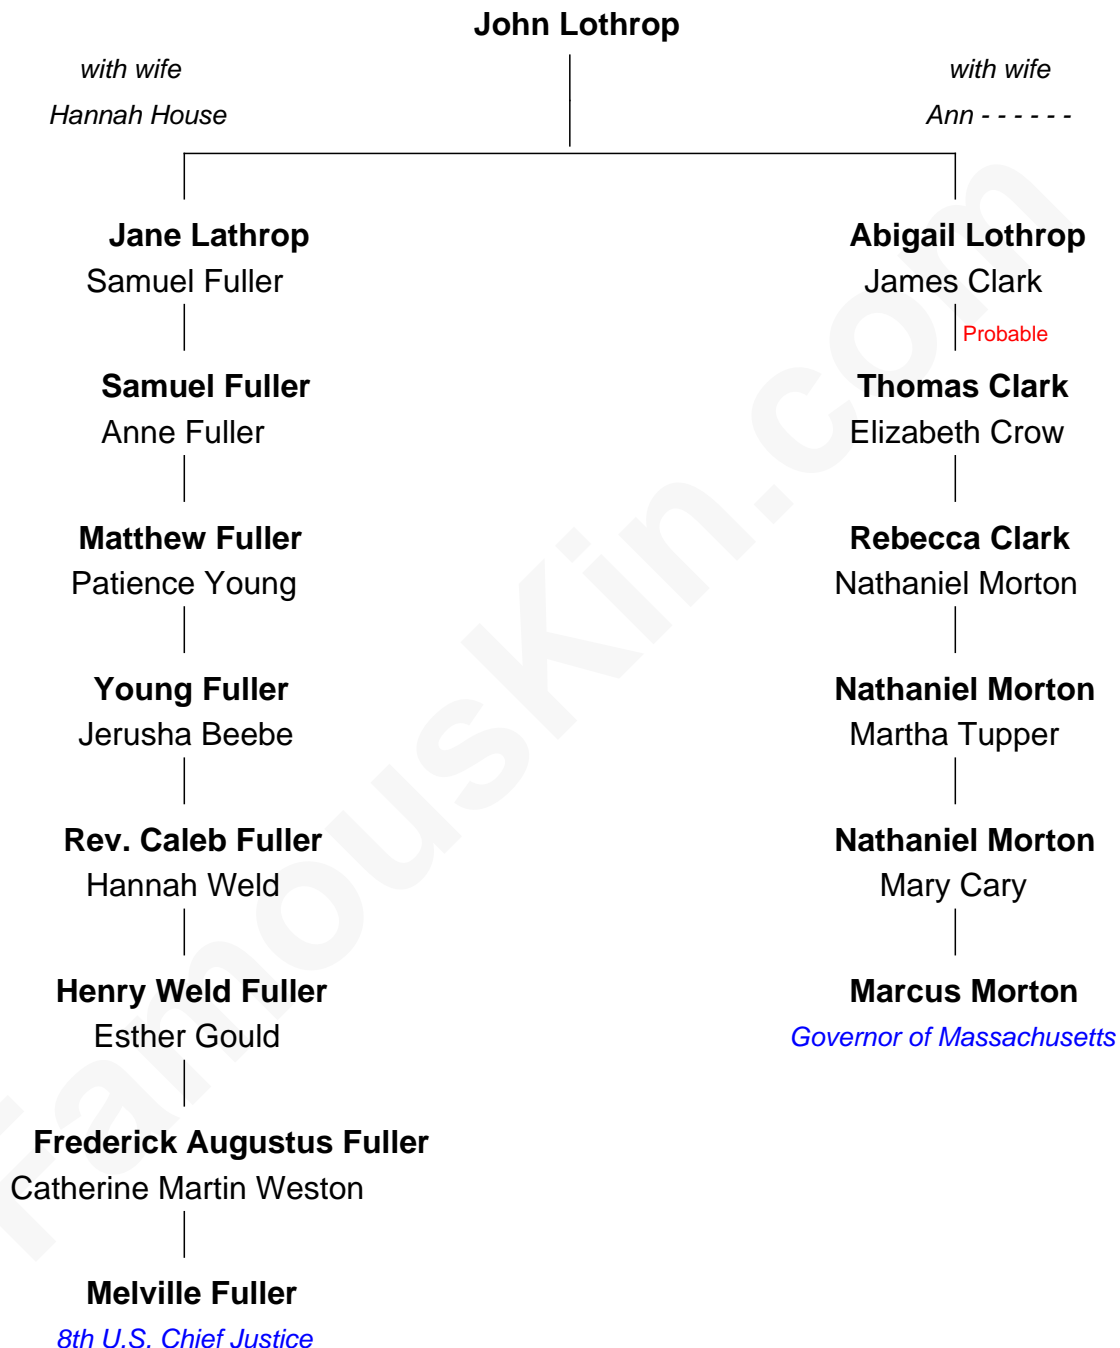 John Lothrop
with wife
Hannah House
with wife
Ann - - - - - -
Jane Lathrop
Samuel Fuller
Abigail Lothrop
James Clark
Probable
Samuel Fuller
Anne Fuller
Thomas Clark
Elizabeth Crow
Matthew Fuller
Patience Young
Rebecca Clark
Nathaniel Morton
Young Fuller
Jerusha Beebe
Nathaniel Morton
Martha Tupper
Rev. Caleb Fuller
Hannah Weld
Nathaniel Morton
Mary Cary
Henry Weld Fuller
Esther Gould
Marcus Morton
Governor of Massachusetts
Frederick Augustus Fuller
Catherine Martin Weston
Melville Fuller
8th U.S. Chief Justice
FamousKin.com